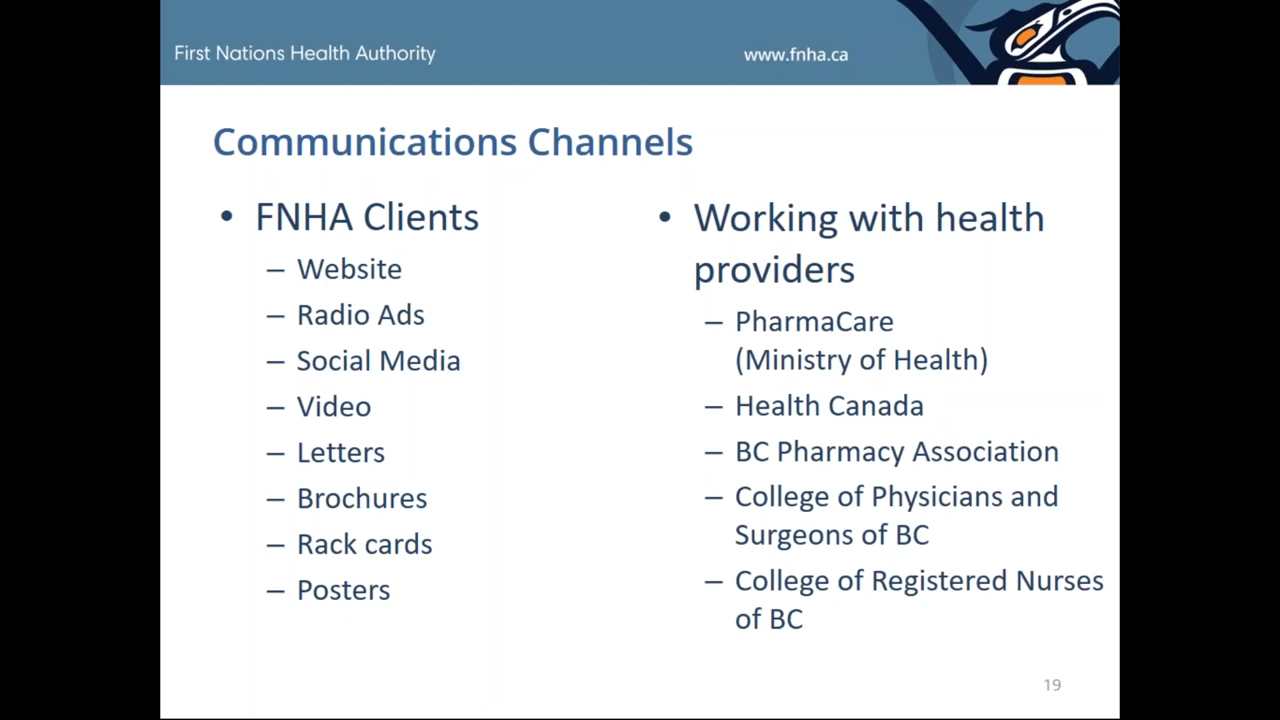 First Nations Health Authority
www.fnha.ca
Communications Channels
• FNHA Clients
– Website
– Radio Ads
– Social Media
– Video
– Letters
– Brochures
– Rack cards
– Posters
• Working with health
providers
– PharmaCare
(Ministry of Health)
– Health Canada
– BC Pharmacy Association
– College of Physicians and
Surgeons of BC
– College of Registered Nurses
of BC
19